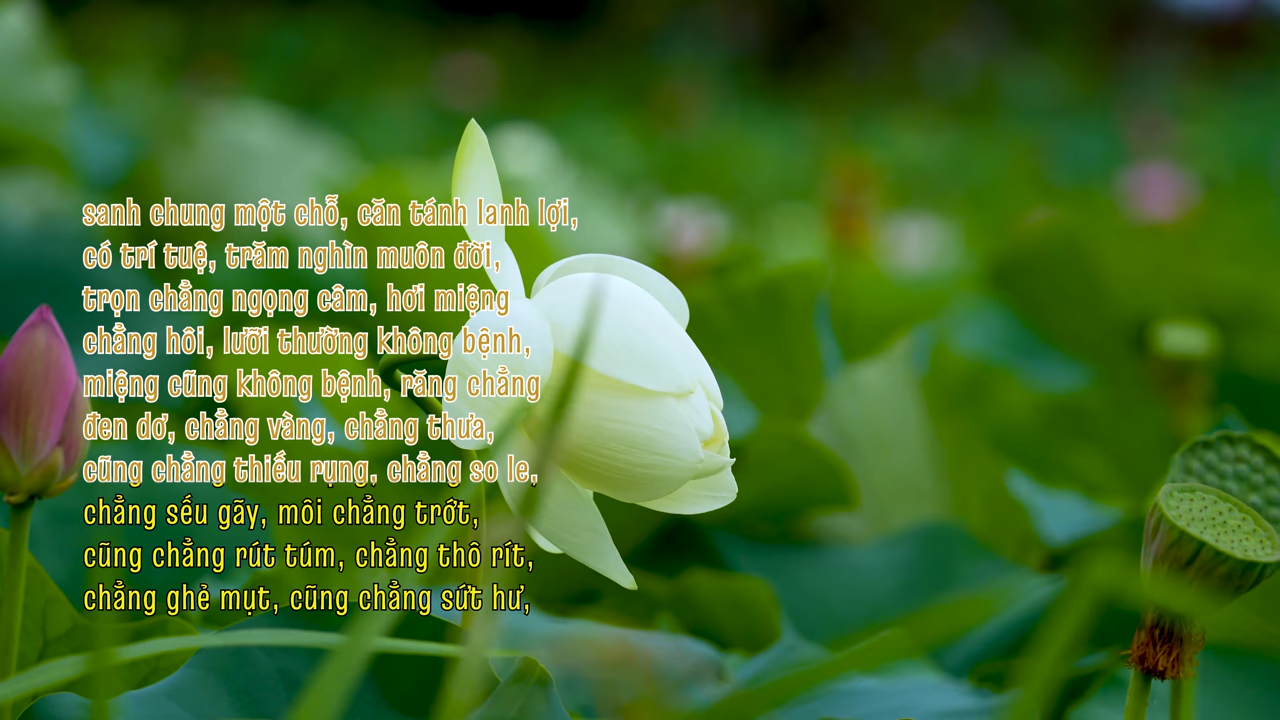 sanh chung một chỗ, căn tánh lanh lợi,
có trí tuệ, trăm nghìn muôn đời,
trọn chẳng ngọng câm, hơi miệng
chẳng hôi, lưỡi thường không bệnh,
miệng cũng không bệnh, răng chẳng
đen dơ, chẳng vàng, chẳng thưa,
cũng chẳng thiếu rụng, chẳng so le,
chẳng sếu gãy, môi chẳng trớt,
cũng chẳng rút túm, chẳng thô rít,
chẳng ghẻ mụt, cũng chẳng sứt hư,